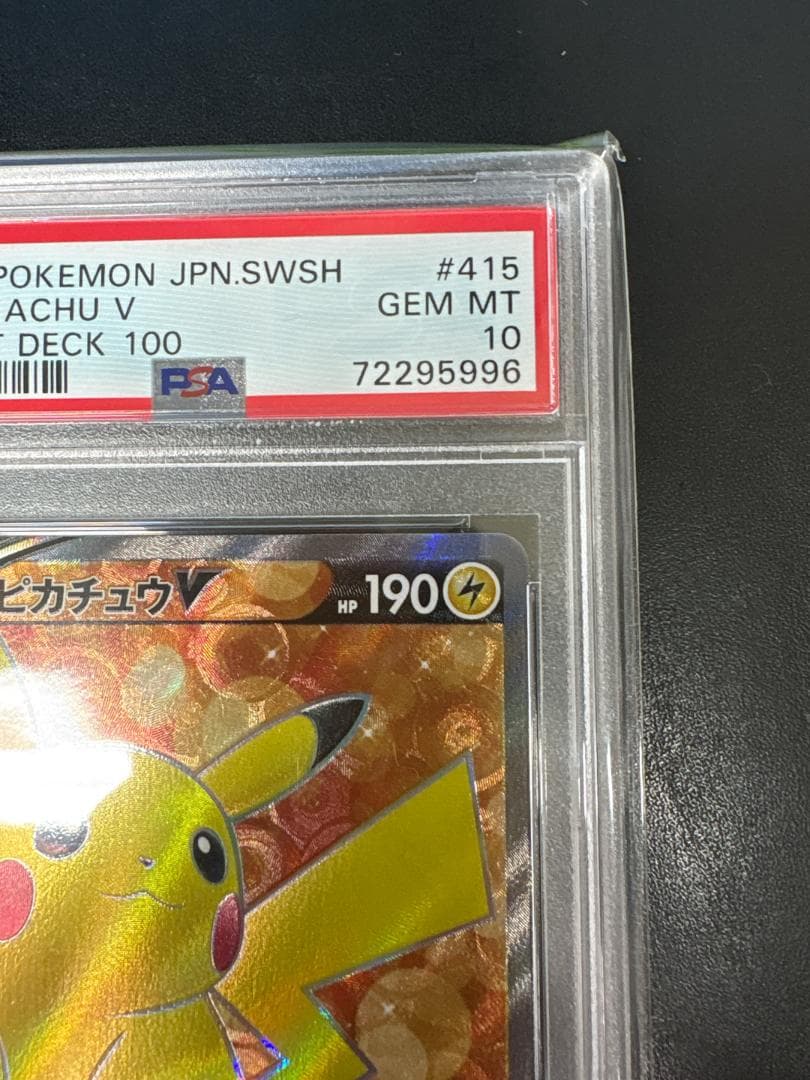 POKEMON JPN.SWSH #415
ACHU V GEM MT
T DECK 100 10
PSA 72295996
ピカチュウV HP 190